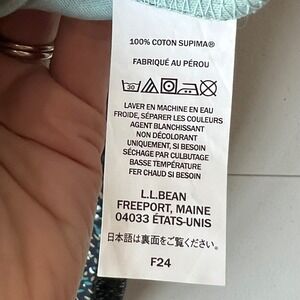 100% COTON SUPIMA®
FABRIQUÉ AU PÉROU
30
LAVER EN MACHINE EN EAU
FROIDE, SÉPARER LES COULEURS
AGENT BLANCHISSANT
NON DÉCOLORANT
UNIQUEMENT, SI BESOIN
SÉCHAGE PAR CULBUTAGE
BASSE TEMPÉRATURE
FER CHAUD SI BESOIN
L.L.BEAN
FREEPORT, MAINE
04033 ÉTATS-UNIS
日本語は裏面をご覧ください。
F24